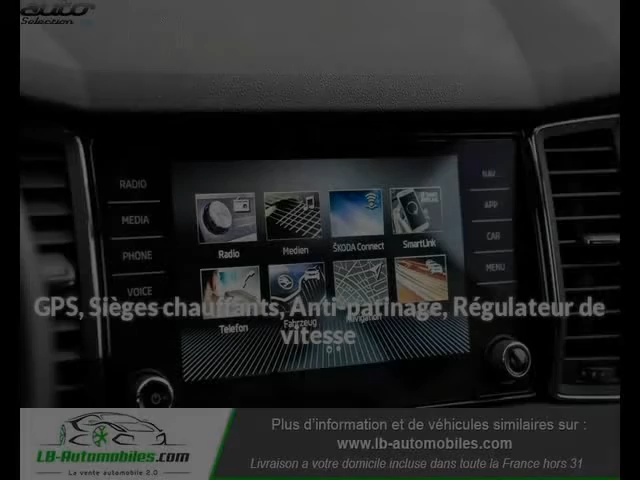 auto
Selection
RADIO
MEDIA
PHONE
VOICE
NAV
APP
CAR
MENU
Radio
Medien
ŠKODA Connect
SmartLink
Telefon
Fahrzeug
Navigation
GPS, Sièges chauffants, Anti-patinage, Régulateur de
vitesse
LB-Automobiles.com
La vente automobile 2.0
Plus d'information et de véhicules similaires sur :
www.lb-automobiles.com
Livraison a votre domicile incluse dans toute la France hors 31